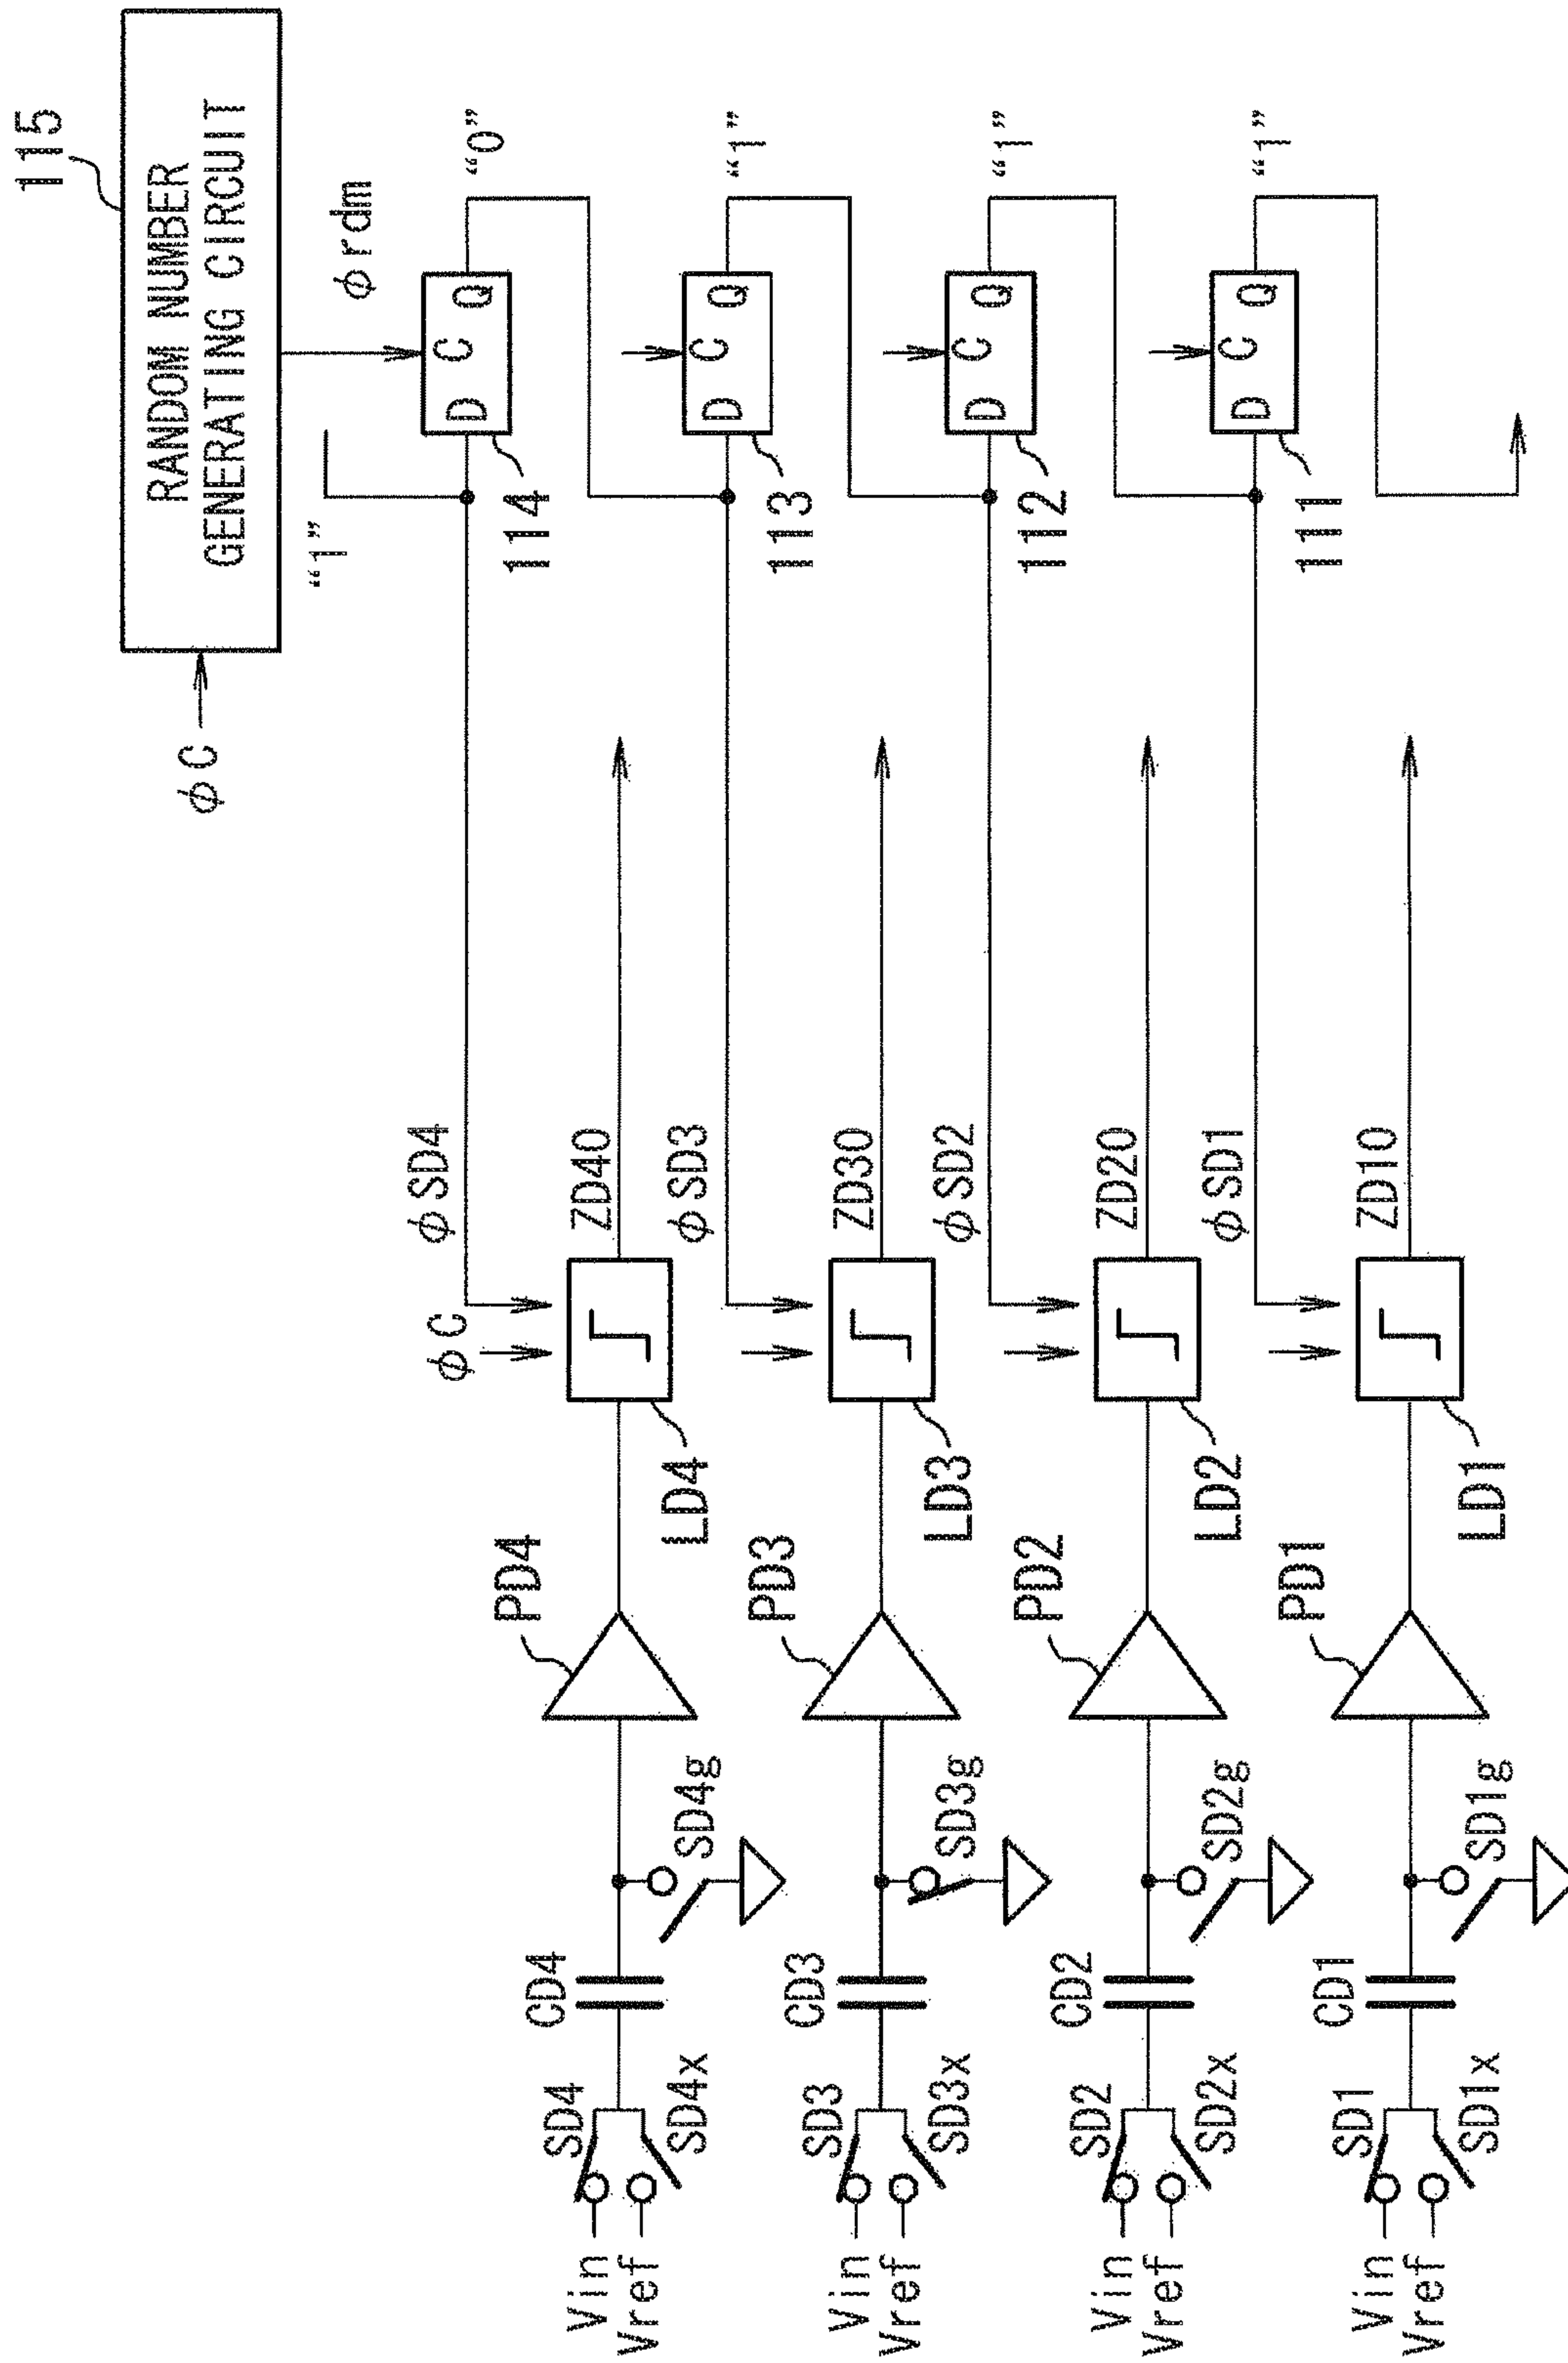 115
RANDOM NUMBER
GENERATING CIRCUIT
φC
φrdm
“1”
“0”
D C Q
114
φSD4
φC
ZD40
LD4
PD4
SD4g
CD4
SD4
SD4x
Vin
Vref
“1”
D C Q
113
φSD3
ZD30
LD3
PD3
SD3g
CD3
SD3
SD3x
Vin
Vref
“1”
D C Q
112
φSD2
ZD20
LD2
PD2
SD2g
CD2
SD2
SD2x
Vin
Vref
“1”
D C Q
111
φSD1
ZD10
LD1
PD1
SD1g
CD1
SD1
SD1x
Vin
Vref